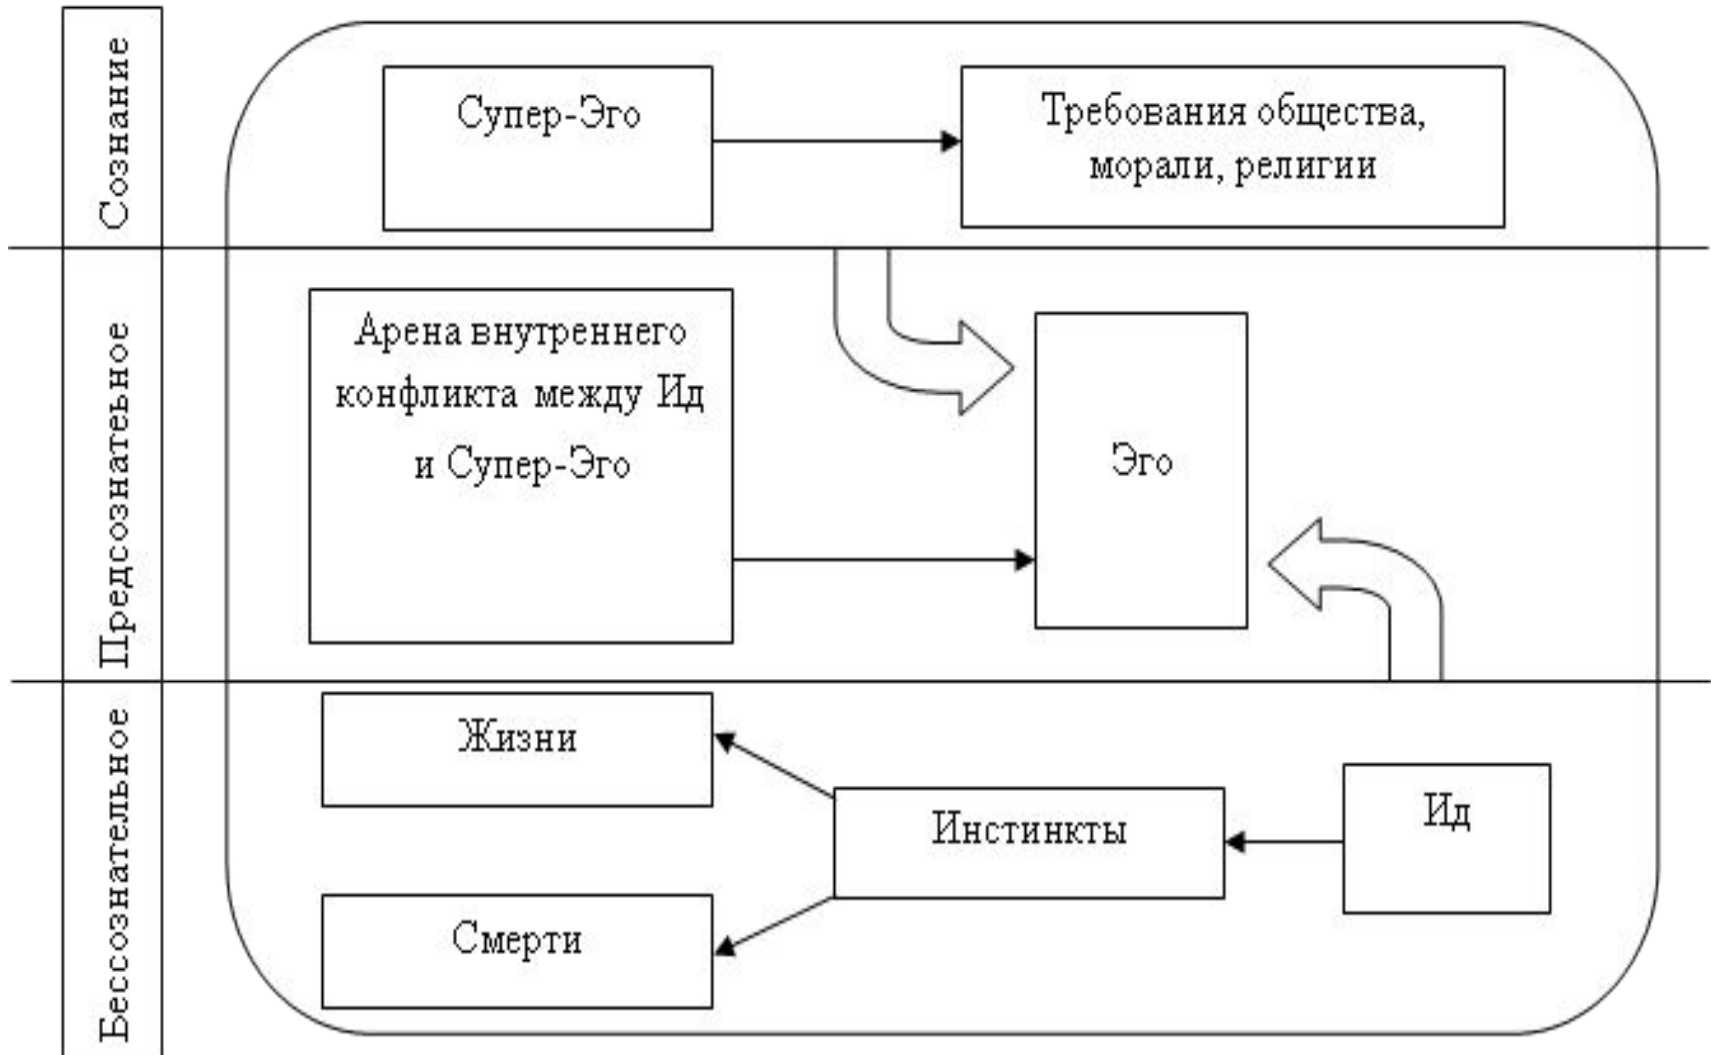 Сознание
Супер-Эго
Требования общества,
морали, религии
Предсознатеьное
Арена внутреннего
конфликта между Ид
и Супер-Эго
Эго
Бессознательное
Жизни
Инстинкты
Ид
Смерти